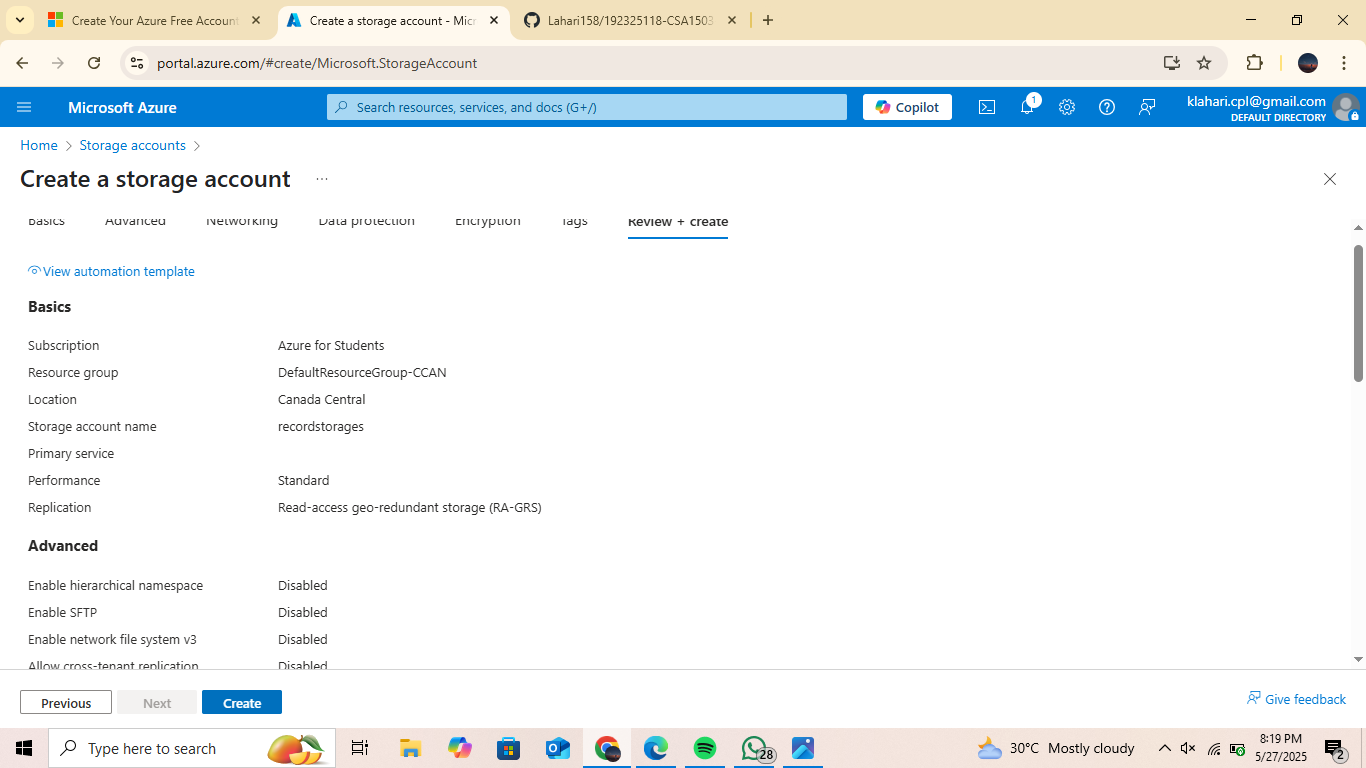 Create Your Azure Free Account
Create a storage account - Micr
Lahari158/192325118-CSA1503
portal.azure.com/#create/Microsoft.StorageAccount
Microsoft Azure
Search resources, services, and docs (G+/)
Copilot
1
klahari.cpl@gmail.com
DEFAULT DIRECTORY
Home
Storage accounts
Create a storage account
Basics Advanced Networking Data protection Encryption Tags Review + create
View automation template
Basics
Subscription Azure for Students
Resource group DefaultResourceGroup-CCAN
Location Canada Central
Storage account name recordstorages
Primary service
Performance Standard
Replication Read-access geo-redundant storage (RA-GRS)
Advanced
Enable hierarchical namespace Disabled
Enable SFTP Disabled
Enable network file system v3 Disabled
Allow cross-tenant replication Disabled
Previous Next Create
Give feedback
Type here to search
28
30°C Mostly cloudy
8:19 PM
5/27/2025
2